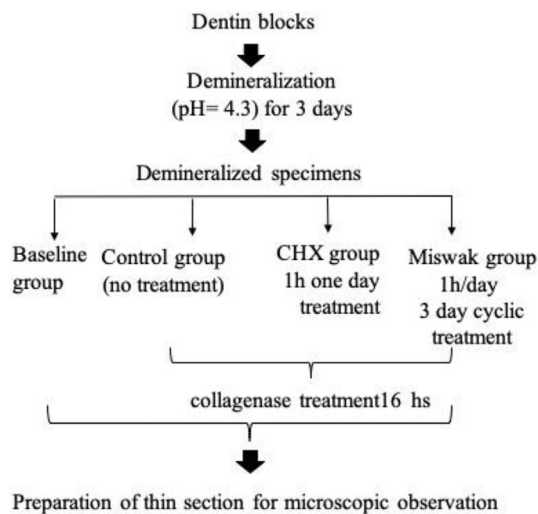 Dentin blocks
Demineralization
(pH= 4.3) for 3 days
Demineralized specimens
Baseline
group
Control group
(no treatment)
CHX group
1h one day
treatment
Miswak group
1h/day
3 day cyclic
treatment
collagenase treatment16 hs
Preparation of thin section for microscopic observation